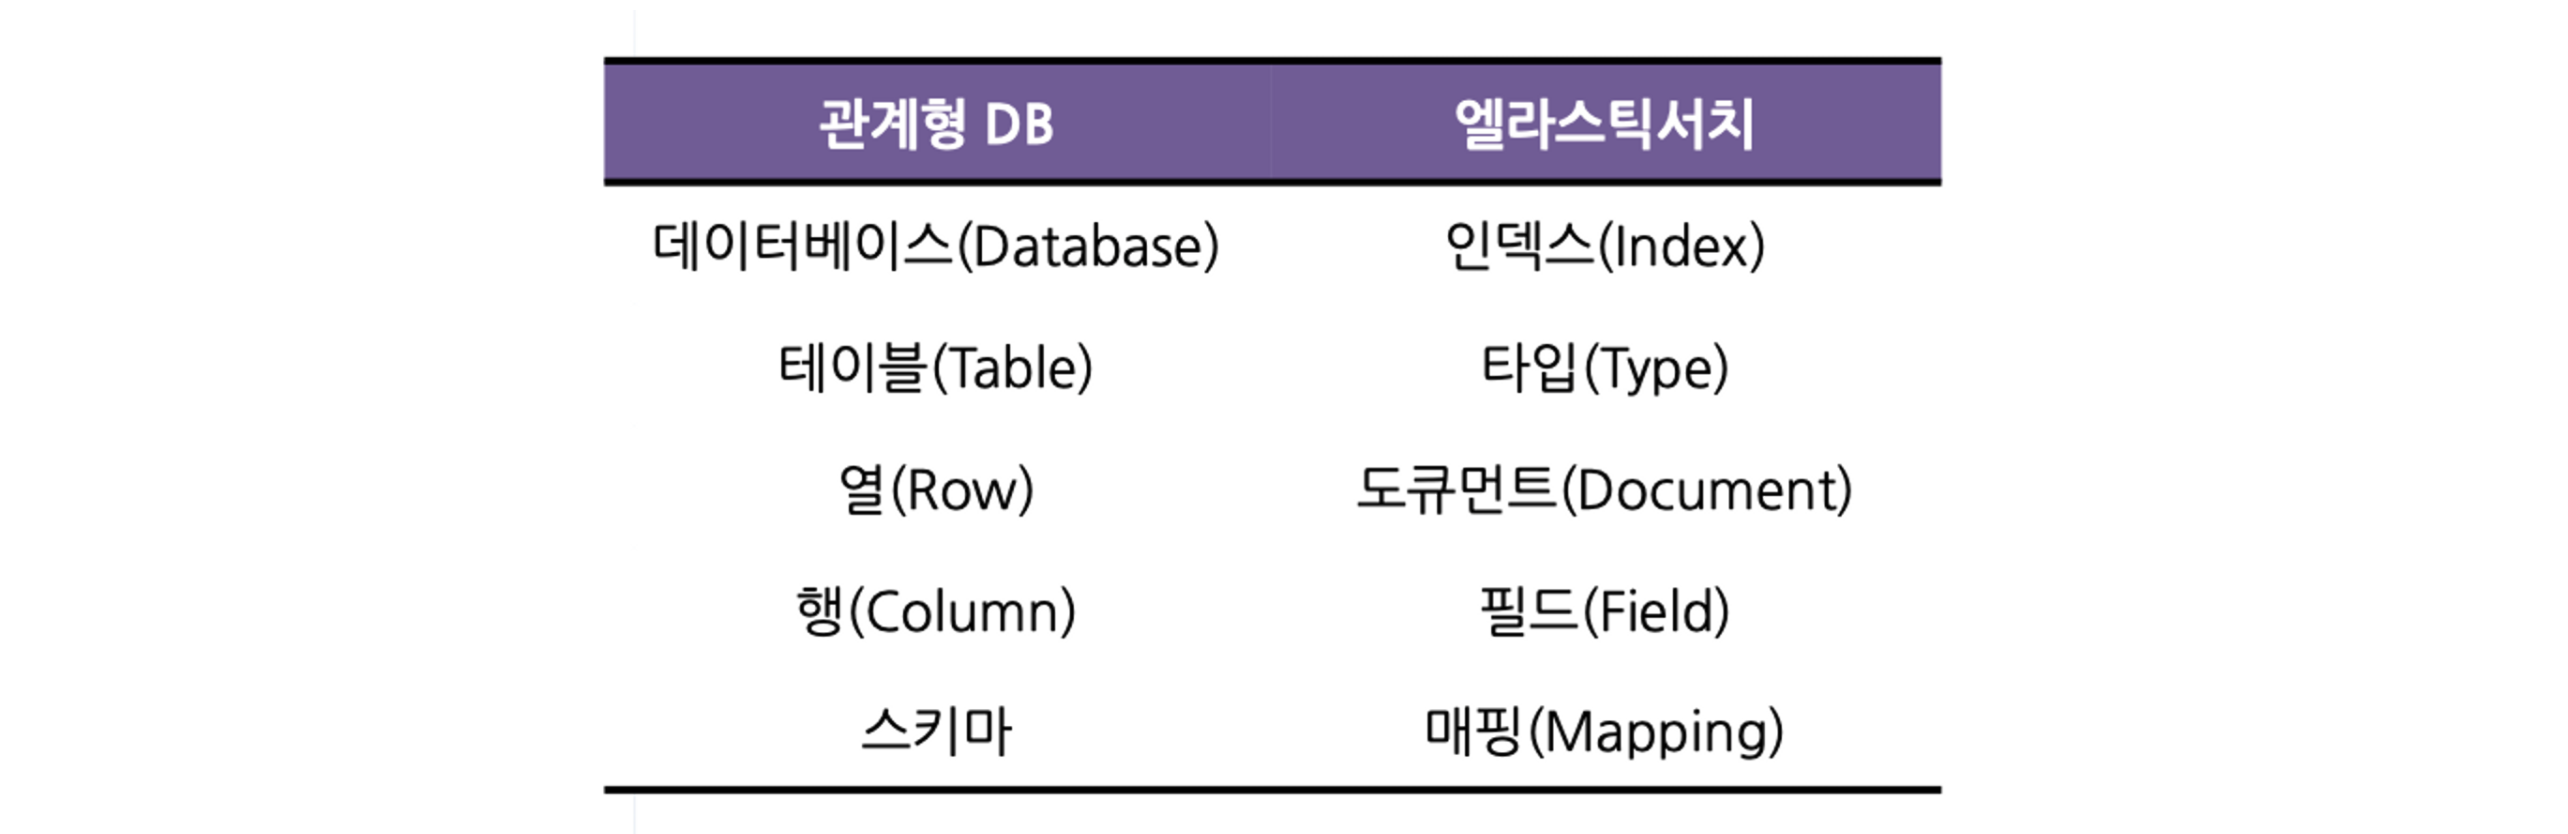 관계형 DB 엘라스틱서치
데이터베이스(Database) 인덱스(Index)
테이블(Table) 타입(Type)
열(Row) 도큐먼트(Document)
행(Column) 필드(Field)
스키마 매핑(Mapping)